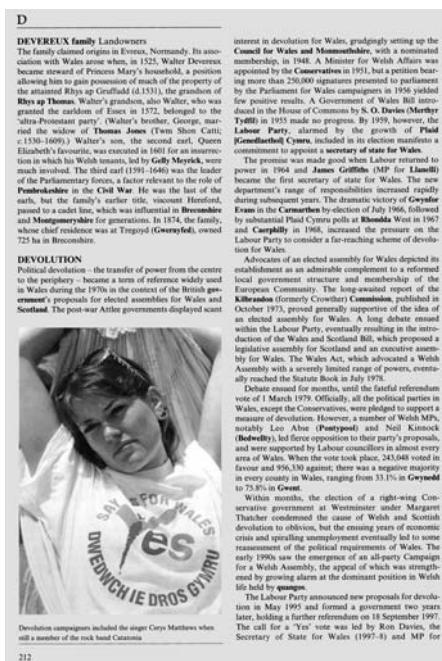 D
DEVEREUX family Landowners
The family claimed origins in Evreux, Normandy. Its asso-
ciation with Wales arose when, in 1525, Walter Devereux
became steward of Princess Mary's household, a position
allowing him to gain possession of much of the property of
the attainted Rhys ap Gruffudd (d.1531), the grandson of
Rhys ap Thomas. Walter's grandson, also Walter, who was
granted the earldom of Essex in 1572, belonged to the
'ultra-Protestant party'. (Walter's brother, George, mar-
ried the widow of Thomas Jones (Twm Shon Catti;
c.1530–1609).) Walter's son, the second earl, Queen
Elizabeth's favourite, was executed in 1601 for an insurrec-
tion in which his Welsh tenants, led by Gelly Meyrick, were
much involved. The third earl (1591–1646) was the leader
of the Parliamentary forces, a factor relevant to the role of
Pembrokeshire in the Civil War. He was the last of the
earls, but the family's earlier title, viscount Hereford,
passed to a cadet line, which was influential in Breconshire
and Montgomeryshire for generations. In 1874, the family,
whose chief residence was at Tregoyd (Gwernyfed), owned
725 ha in Breconshire.
DEVOLUTION
Political devolution – the transfer of power from the centre
to the periphery – became a term of reference widely used
in Wales during the 1970s in the context of the British gov-
ernment's proposals for elected assemblies for Wales and
Scotland. The post-war Attlee governments displayed scant
SAY YES FOR WALES
Yes
DWEDWCH IE DROS GYMRU
Devolution campaigners included the singer Cerys Matthews when
still a member of the rock band Catatonia
212
interest in devolution for Wales, grudgingly setting up the
Council for Wales and Monmouthshire, with a nominated
membership, in 1948. A Minister for Welsh Affairs was
appointed by the Conservatives in 1951, but a petition bear-
ing more than 250,000 signatures presented to parliament
by the Parliament for Wales campaigners in 1956 yielded
few positive results. A Government of Wales Bill intro-
duced in the House of Commons by S. O. Davies (Merthyr
Tydfil) in 1955 made no progress. By 1959, however, the
Labour Party, alarmed by the growth of Plaid
[Genedlaethol] Cymru, included in its election manifesto a
commitment to appoint a secretary of state for Wales.
The promise was made good when Labour returned to
power in 1964 and James Griffiths (MP for Llanelli)
became the first secretary of state for Wales. The new
department's range of responsibilities increased rapidly
during subsequent years. The dramatic victory of Gwynfor
Evans in the Carmarthen by-election of July 1966, followed
by substantial Plaid Cymru polls at Rhondda West in 1967
and Caerphilly in 1968, increased the pressure on the
Labour Party to consider a far-reaching scheme of devolu-
tion for Wales.
Advocates of an elected assembly for Wales depicted its
establishment as an admirable complement to a reformed
local government structure and membership of the
European Community. The long-awaited report of the
Kilbrandon (formerly Crowther) Commission, published in
October 1973, proved generally supportive of the idea of
an elected assembly for Wales. A long debate ensued
within the Labour Party, eventually resulting in the intro-
duction of the Wales and Scotland Bill, which proposed a
legislative assembly for Scotland and an executive assem-
bly for Wales. The Wales Act, which advocated a Welsh
Assembly with a severely limited range of powers, eventu-
ally reached the Statute Book in July 1978.
Debate ensued for months, until the fateful referendum
vote of 1 March 1979. Officially, all the political parties in
Wales, except the Conservatives, were pledged to support a
measure of devolution. However, a number of Welsh MPs,
notably Leo Abse (Pontypool) and Neil Kinnock
(Bedwellty), led fierce opposition to their party's proposals,
and were supported by Labour councillors in almost every
area of Wales. When the vote took place, 243,048 voted in
favour and 956,330 against; there was a negative majority
in every county in Wales, ranging from 33.1% in Gwynedd
to 75.8% in Gwent.
Within months, the election of a right-wing Con-
servative government at Westminster under Margaret
Thatcher condemned the cause of Welsh and Scottish
devolution to oblivion, but the ensuing years of economic
crisis and spiralling unemployment eventually led to some
reassessment of the political requirements of Wales. The
early 1990s saw the emergence of an all-party Campaign
for a Welsh Assembly, the appeal of which was strength-
ened by growing alarm at the dominant position in Welsh
life held by quangos.
The Labour Party announced new proposals for devolu-
tion in May 1995 and formed a government two years
later, holding a further referendum on 18 September 1997.
The call for a 'Yes' vote was led by Ron Davies, the
Secretary of State for Wales (1997–8) and MP for